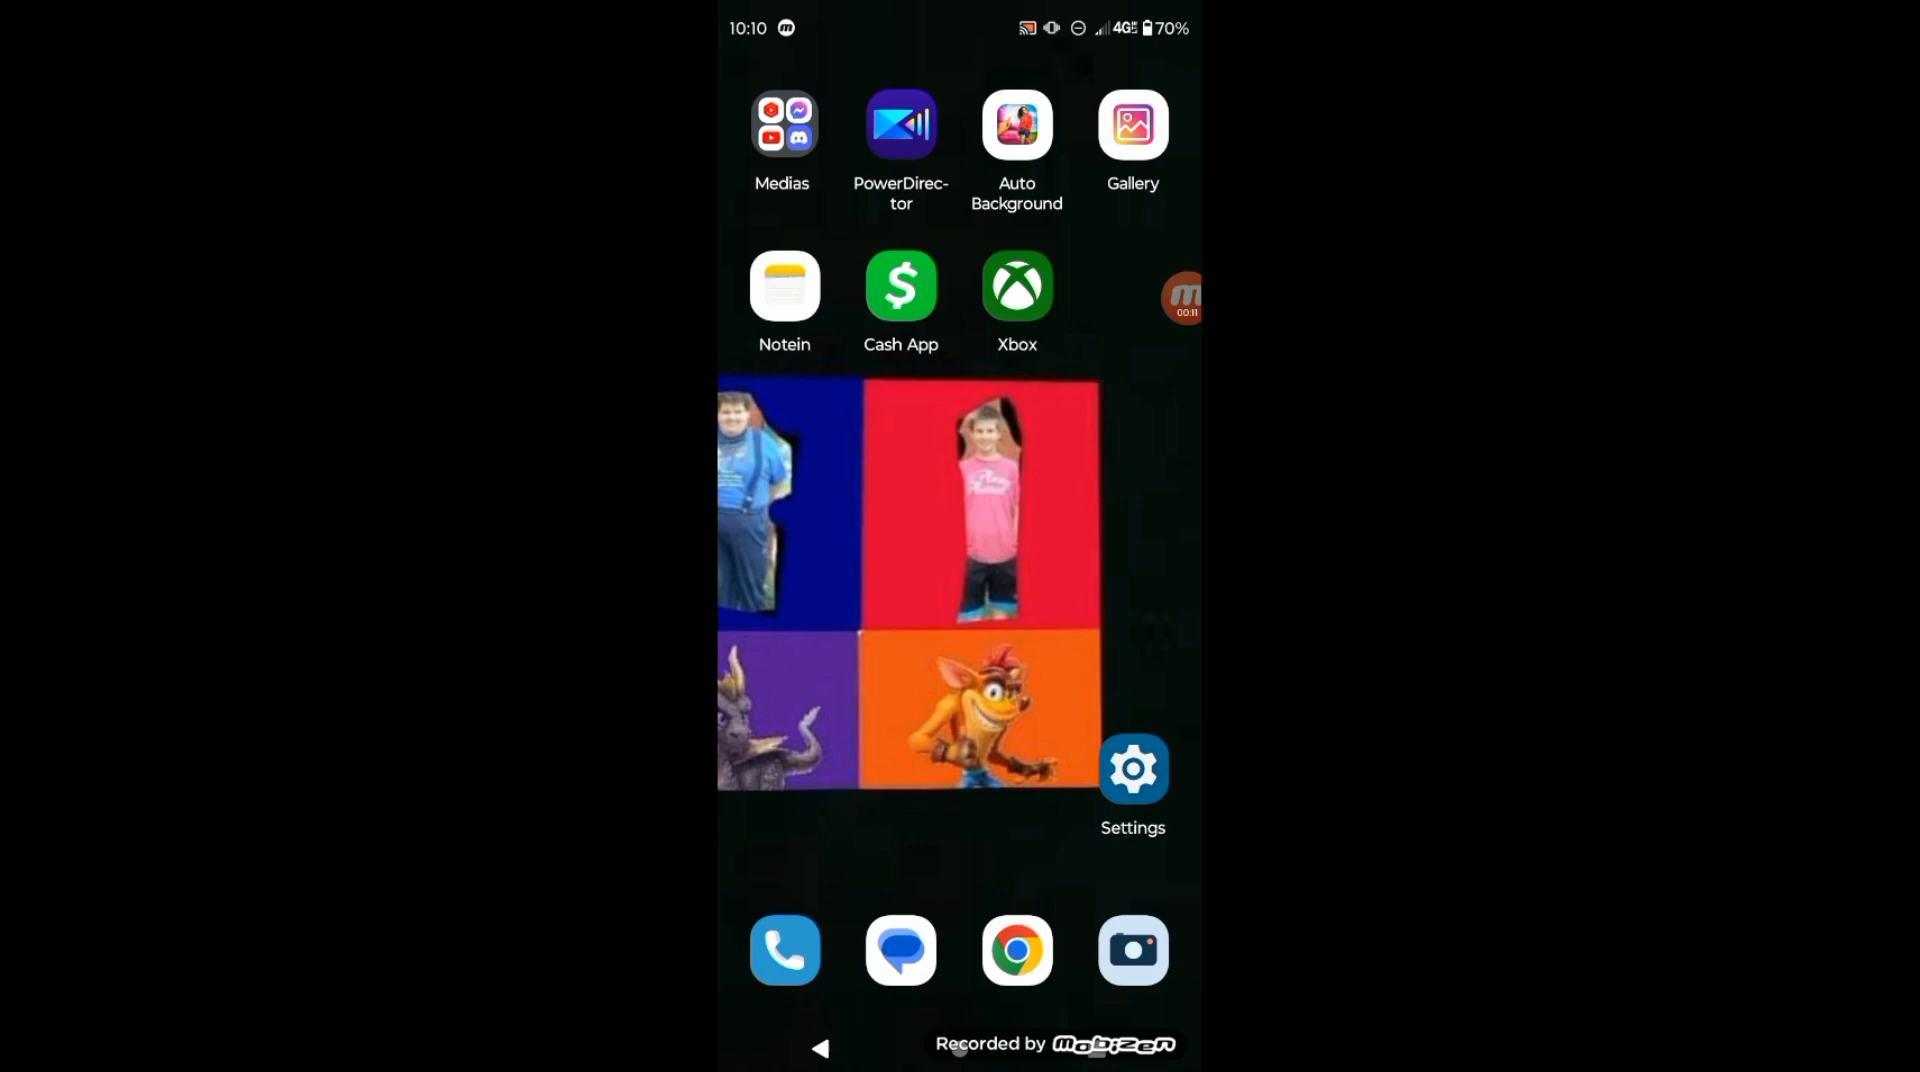 10:10
4G
70%
Medias
PowerDirec-
tor
Auto
Background
Gallery
Notein
Cash App
Xbox
00:11
Settings
Recorded by mobizen